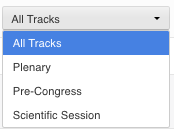 All Tracks
All Tracks
Plenary
Pre-Congress
Scientific Session